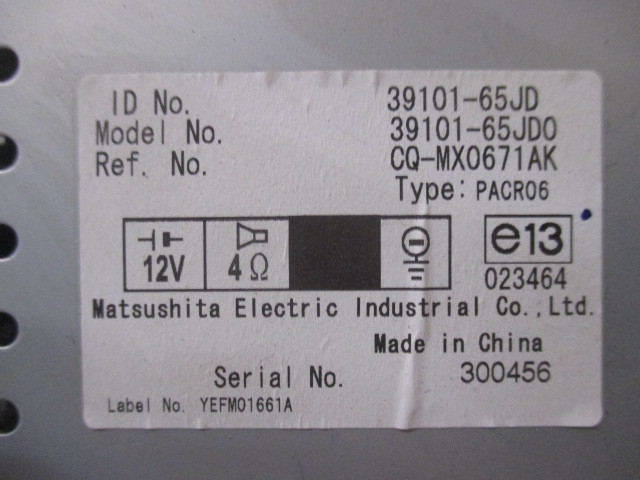 ID No. 39101-65JD
Model No. 39101-65JD0
Ref. No. CQ-MX0671AK
Type: PACR06
12V 4Ω
e13
023464
Matsushita Electric Industrial Co.,Ltd.
Made in China
Serial No. 300456
Label No. YEFM01661A